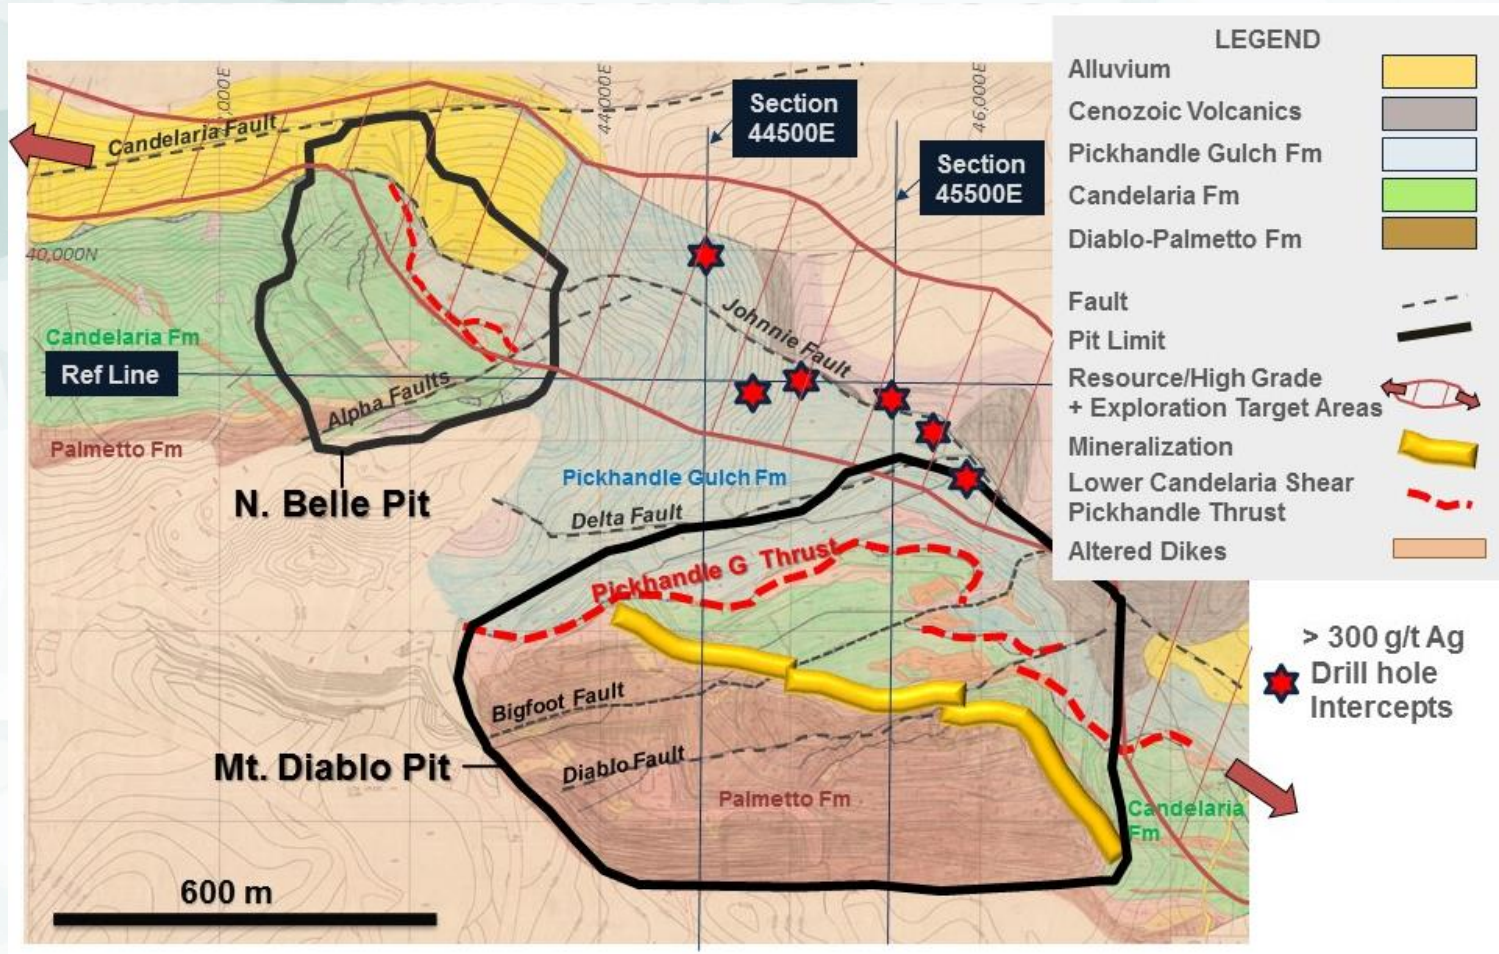 LEGEND
Alluvium
Cenozoic Volcanics
Pickhandle Gulch Fm
Candelaria Fm
Diablo-Palmetto Fm
Fault
Pit Limit
Resource/High Grade
+ Exploration Target Areas
Mineralization
Lower Candelaria Shear
Pickhandle Thrust
Altered Dikes
> 300 g/t Ag
Drill hole
Intercepts
,000E
44,000E
46,000E
Section
44500E
Section
45500E
Candelaria Fault
40,000N
Johnnie Fault
Candelaria Fm
Ref Line
Alpha Faults
Palmetto Fm
N. Belle Pit
Pickhandle Gulch Fm
Delta Fault
Pickhandle G Thrust
Bigfoot Fault
Diablo Fault
Mt. Diablo Pit
Palmetto Fm
Candelaria
Fm
600 m